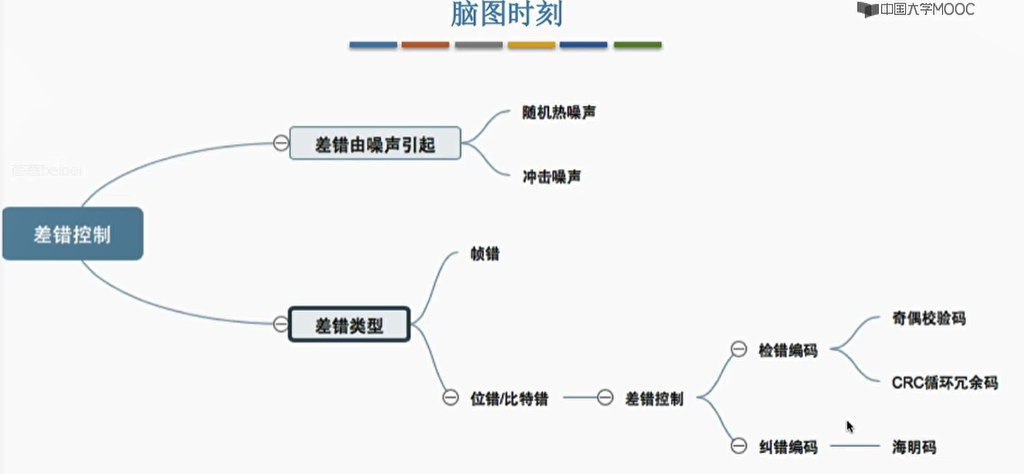 脑图时刻
中国大学MOOC
随机热噪声
差错由噪声引起
冲击噪声
差错控制
帧错
差错类型
奇偶校验码
检错编码
CRC循环冗余码
位错/比特错
差错控制
纠错编码
海明码